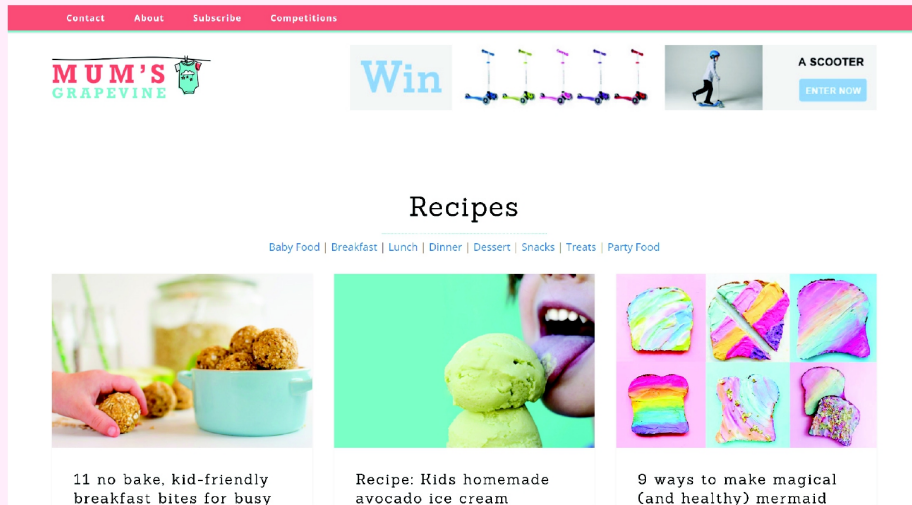 Contact About Subscribe Competitions
MUM'S
GRAPEVINE
Win
A SCOOTER
ENTER NOW
Recipes
Baby Food | Breakfast | Lunch | Dinner | Dessert | Snacks | Treats | Party Food
11 no bake, kid-friendly
breakfast bites for busy
Recipe: Kids homemade
avocado ice cream
9 ways to make magical
(and healthy) mermaid